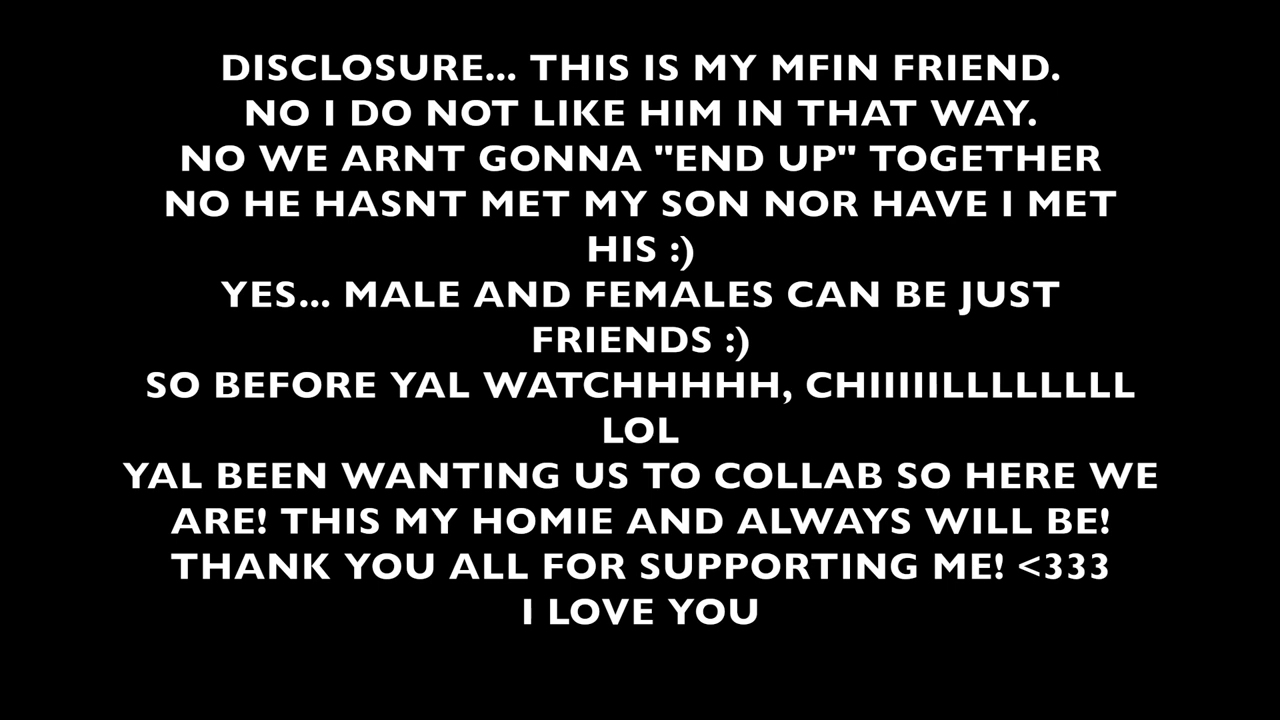 DISCLOSURE... THIS IS MY MFIN FRIEND.
NO I DO NOT LIKE HIM IN THAT WAY.
NO WE ARNT GONNA "END UP" TOGETHER
NO HE HASNT MET MY SON NOR HAVE I MET
HIS :)
YES... MALE AND FEMALES CAN BE JUST
FRIENDS :)
SO BEFORE YAL WATCHHHHH, CHIIIIILLLLLLLL
LOL
YAL BEEN WANTING US TO COLLAB SO HERE WE
ARE! THIS MY HOMIE AND ALWAYS WILL BE!
THANK YOU ALL FOR SUPPORTING ME! <333
I LOVE YOU